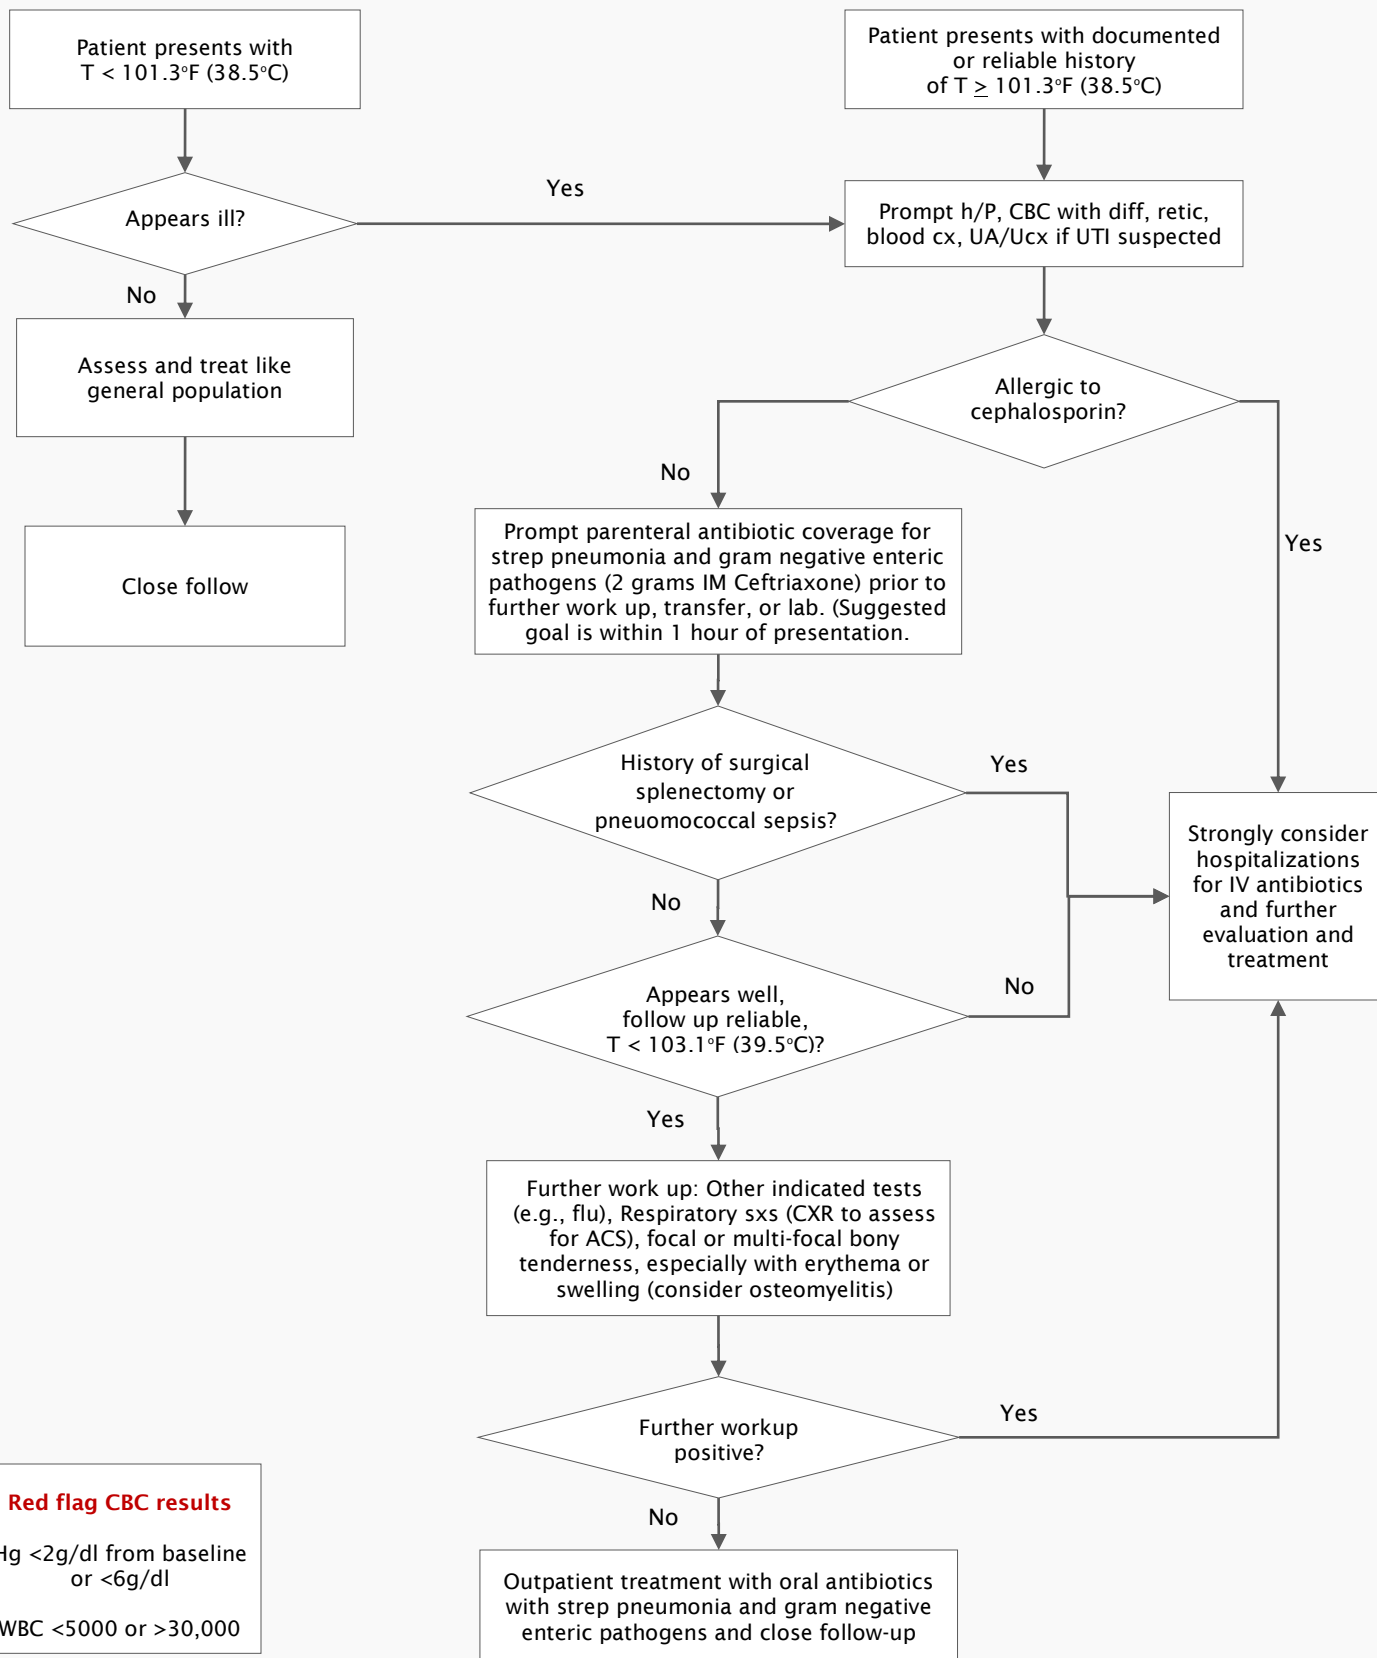 Patient presents with
T < 101.3°F (38.5°C)
Patient presents with documented
or reliable history
of T ≥ 101.3°F (38.5°C)
Appears ill?
Yes
Prompt h/P, CBC with diff, retic,
blood cx, UA/Ucx if UTI suspected
No
Assess and treat like
general population
Close follow
Allergic to
cephalosporin?
No
Yes
Prompt parenteral antibiotic coverage for
strep pneumonia and gram negative enteric
pathogens (2 grams IM Ceftriaxone) prior to
further work up, transfer, or lab. (Suggested
goal is within 1 hour of presentation.
History of surgical
splenectomy or
pneuomococcal sepsis?
Yes
No
Strongly consider
hospitalizations
for IV antibiotics
and further
evaluation and
treatment
Appears well,
follow up reliable,
T < 103.1°F (39.5°C)?
No
Yes
Further work up: Other indicated tests
(e.g., flu), Respiratory sxs (CXR to assess
for ACS), focal or multi-focal bony
tenderness, especially with erythema or
swelling (consider osteomyelitis)
Further workup
positive?
Yes
No
Outpatient treatment with oral antibiotics
with strep pneumonia and gram negative
enteric pathogens and close follow-up
Red flag CBC results
Hg <2g/dl from baseline
or <6g/dl
WBC <5000 or >30,000